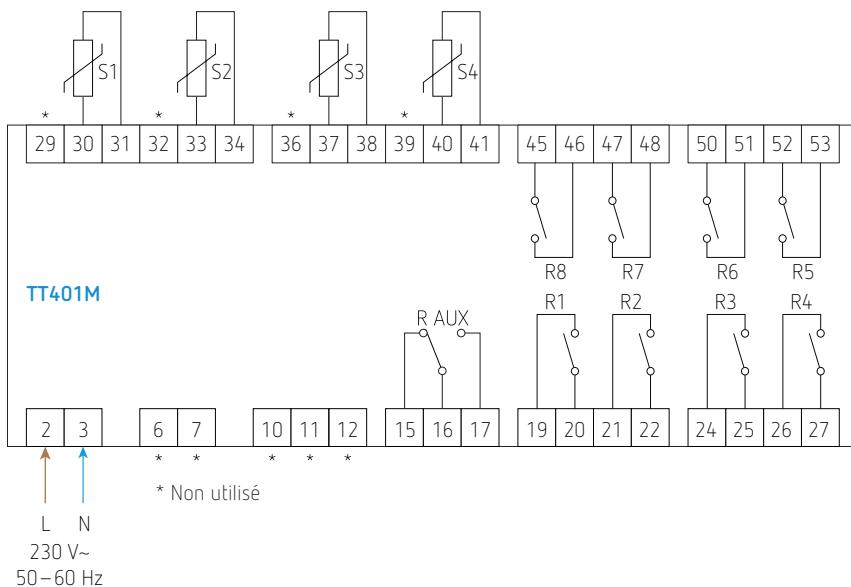 S1 S2 S3 S4
* * * *
29 30 31 32 33 34 36 37 38 39 40 41 45 46 47 48 50 51 52 53
R8 R7 R6 R5
TT401M
R1 R2 R3 R4
R AUX
2 3 6 7 10 11 12 15 16 17 19 20 21 22 24 25 26 27
* * * * *
* Non utilisé
L N
230 V~
50–60 Hz